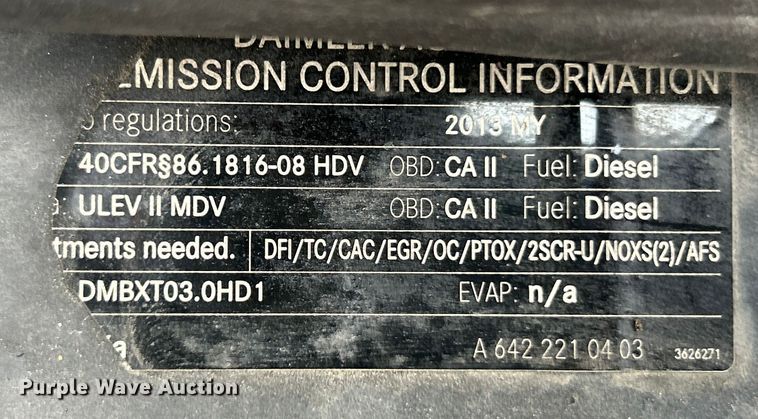 DAIMLER AG
EMISSION CONTROL INFORMATION
regulations: 2013 MY
40CFR§86.1816-08 HDV OBD: CA II Fuel: Diesel
: ULEV II MDV OBD: CA II Fuel: Diesel
tments needed. DFI/TC/CAC/EGR/OC/PTOX/2SCR-U/NOXS(2)/AFS
DMBXT03.0HD1 EVAP: n/a
a A 642 221 04 03 3626271
Purple Wave Auction